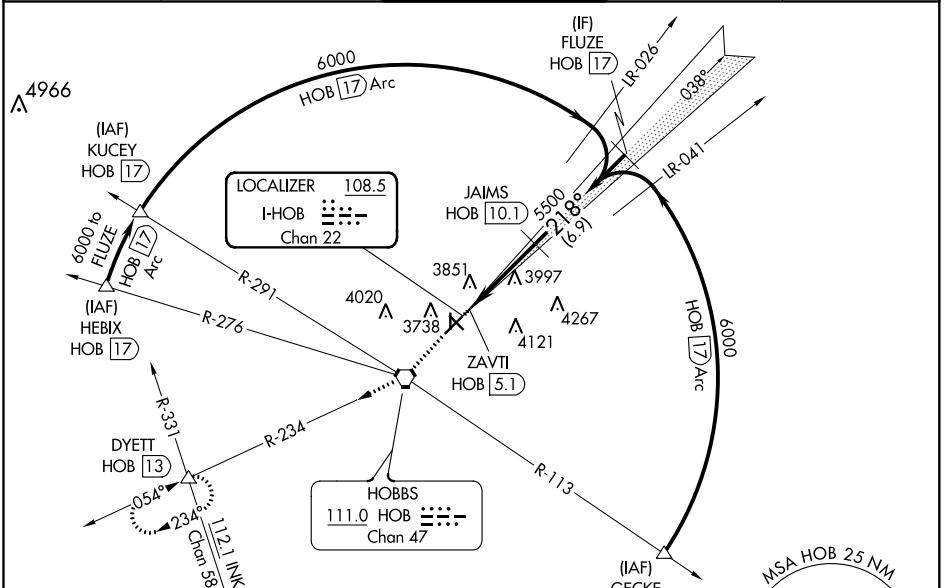 (IF)
FLUZE
HOB 17
LR-026
038°
LR-041
6000
HOB 17 Arc
4966
(IAF)
KUCEY
HOB 17
LOCALIZER 108.5
I-HOB
Chan 22
JAIMS
HOB 10.1
5500
218°
(6.9)
6000 to
FLUZE
HOB 17
Arc
R-291
(IAF)
HEBIX
HOB 17
R-276
3851
3997
4020
3738
4267
4121
ZAVTI
HOB 5.1
6000
HOB 17 Arc
R-331
DYETT
HOB 13
R-234
R-113
054°
234°
112.1 INK
Chan 58
HOBBS
111.0 HOB
Chan 47
(IAF)
MSA HOB 25 NM